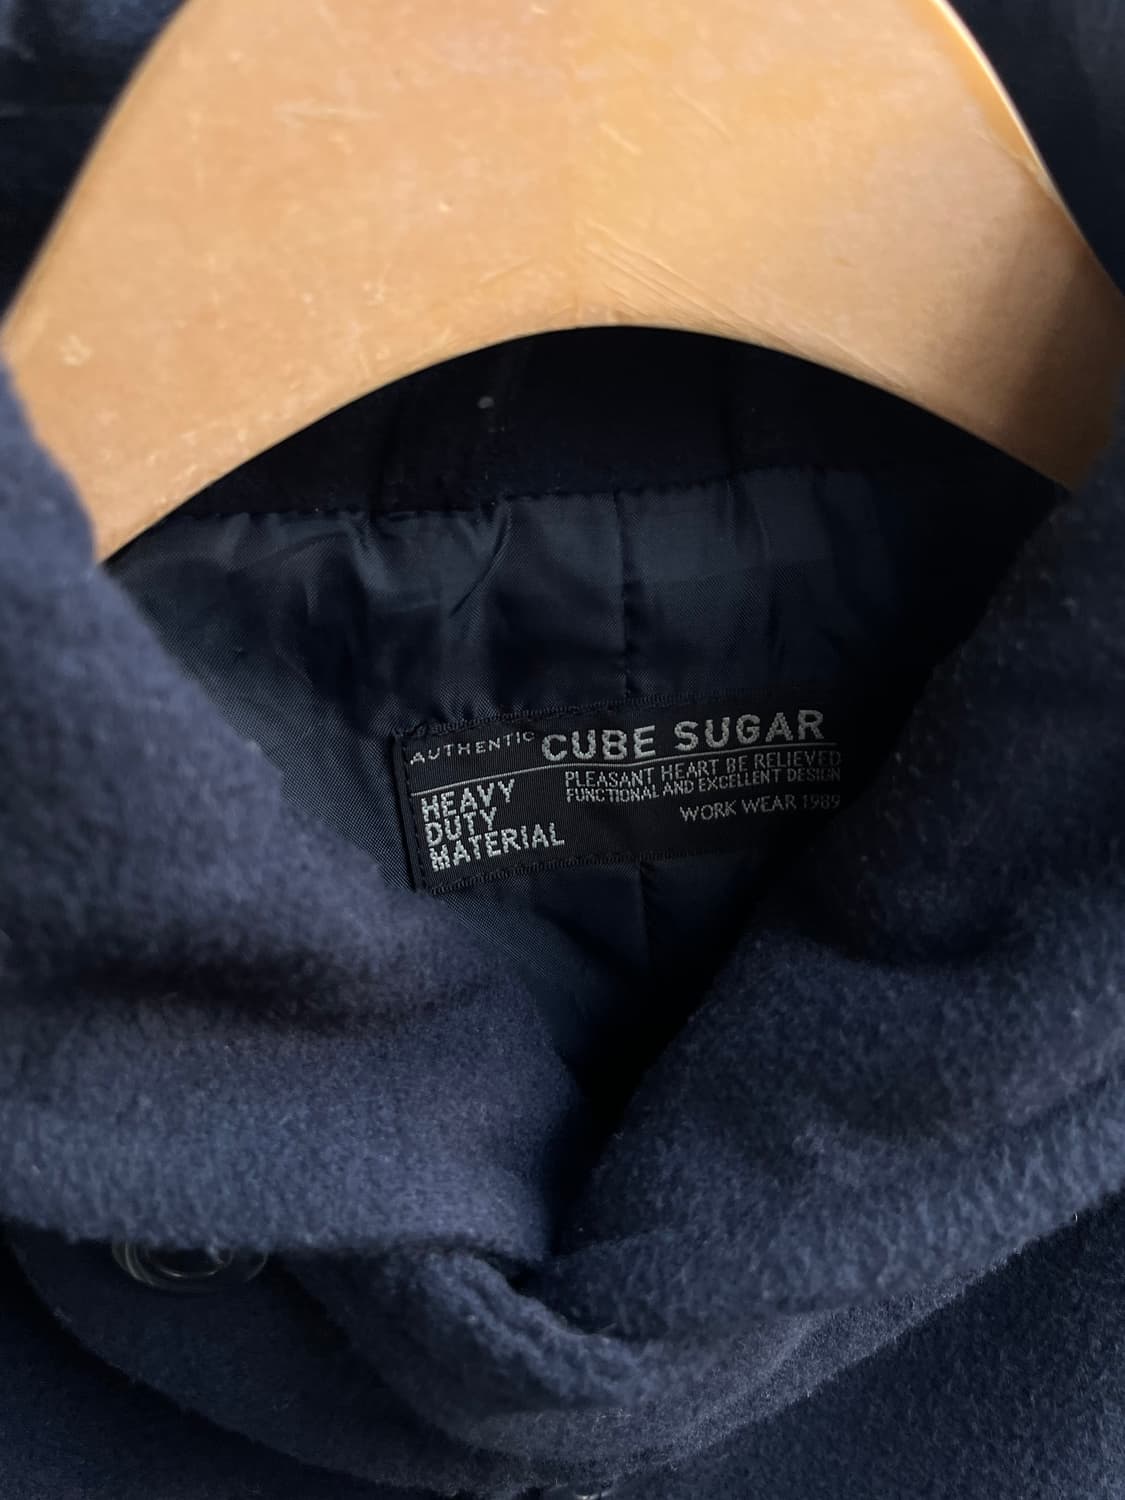 AUTHENTIC CUBE SUGAR
HEAVY
DUTY
MATERIAL
PLEASANT HEART BE RELIEVED
FUNCTIONAL AND EXCELLENT DESIGN
WORK WEAR 1989